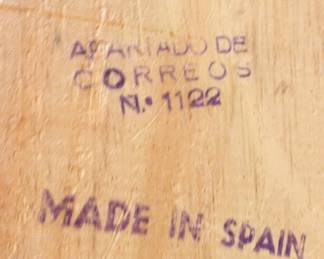 APARTADO DE
CORREOS
N.º 1122
MADE IN SPAIN